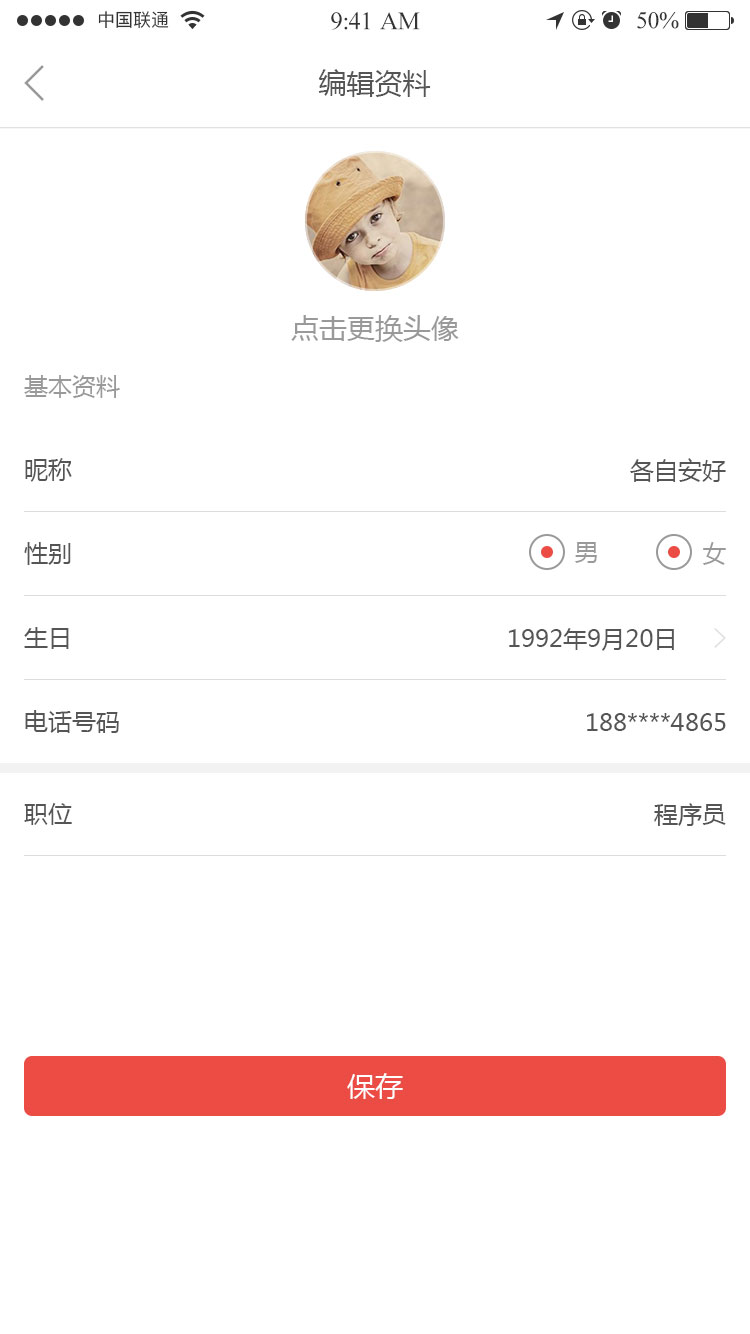 中国联通 9:41 AM 50%
编辑资料
点击更换头像
基本资料
昵称 各自安好
性别 男 女
生日 1992年9月20日
电话号码 188****4865
职位 程序员
保存